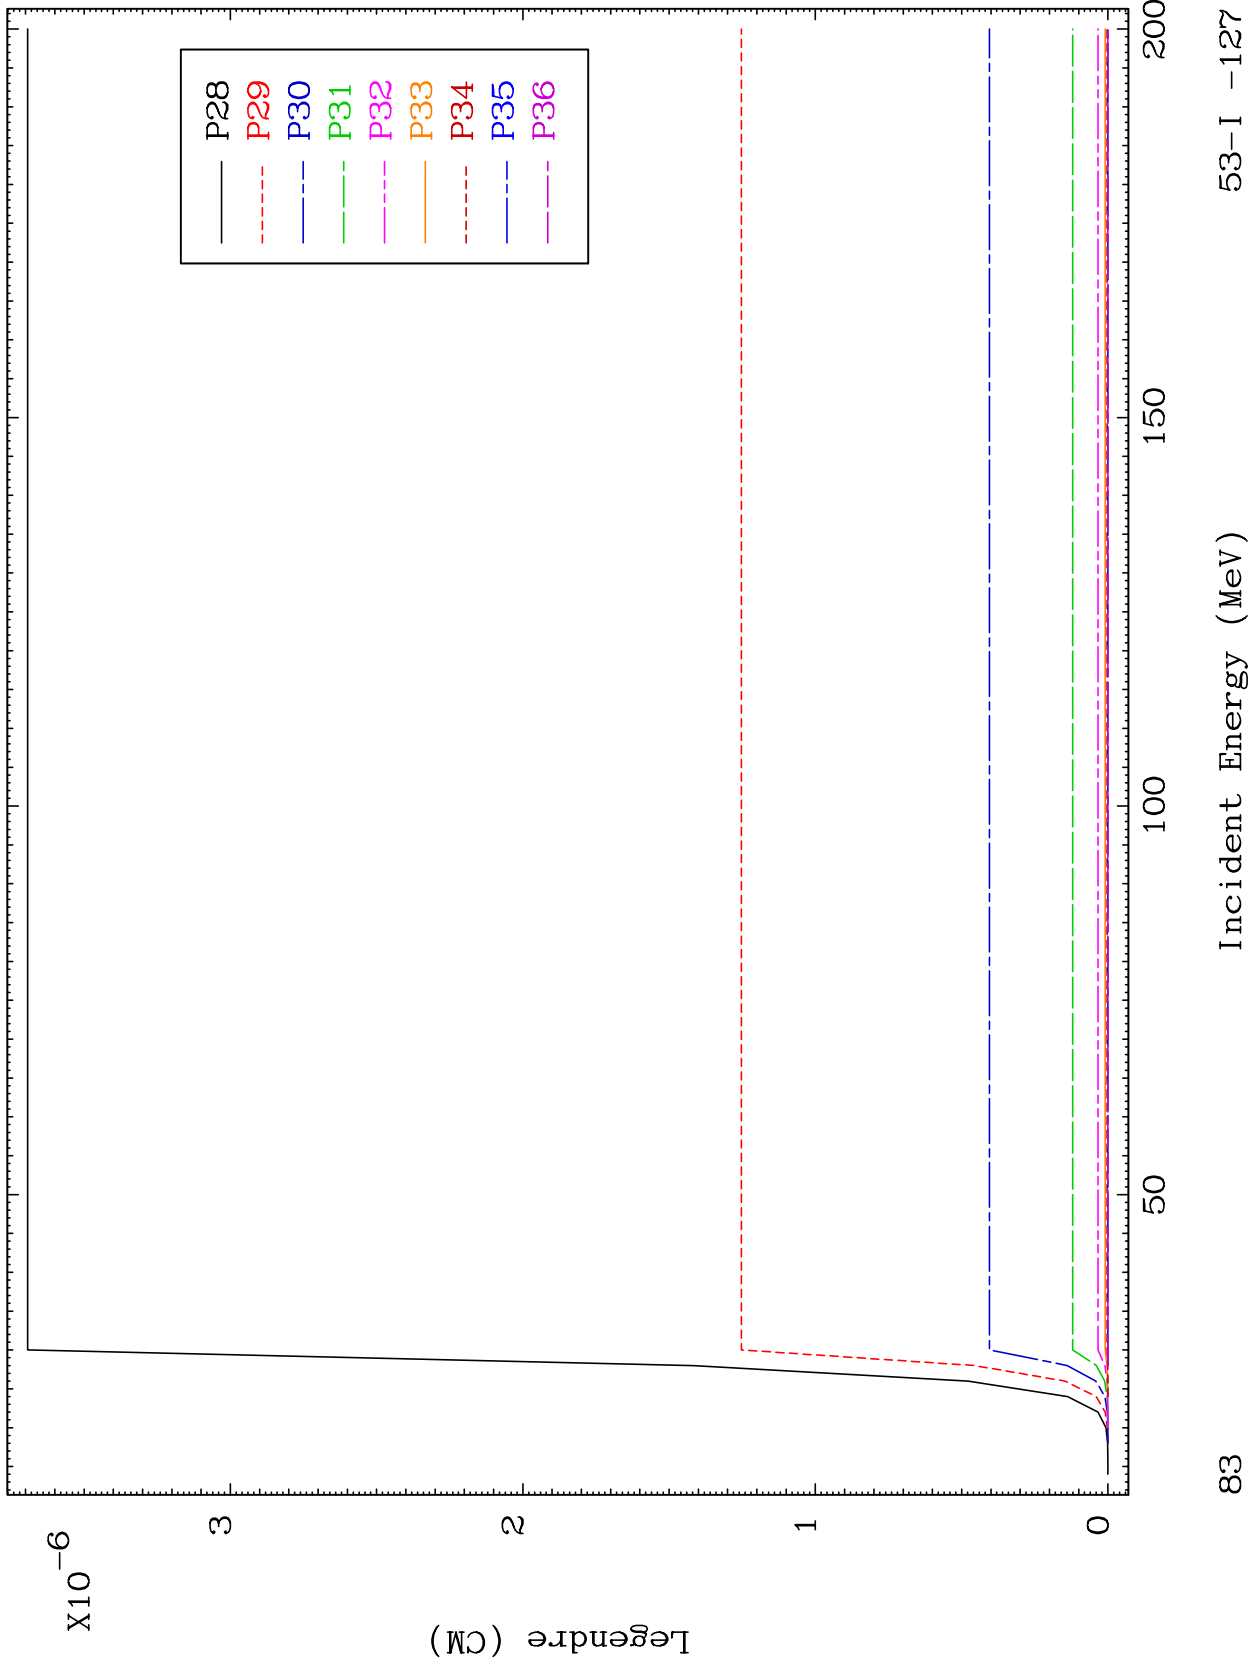 X10-6
Legendre (CM)
3
2
1
0
P28
P29
P30
P31
P32
P33
P34
P35
P36
50
100
150
200
Incident Energy (MeV)
83
53-I -127